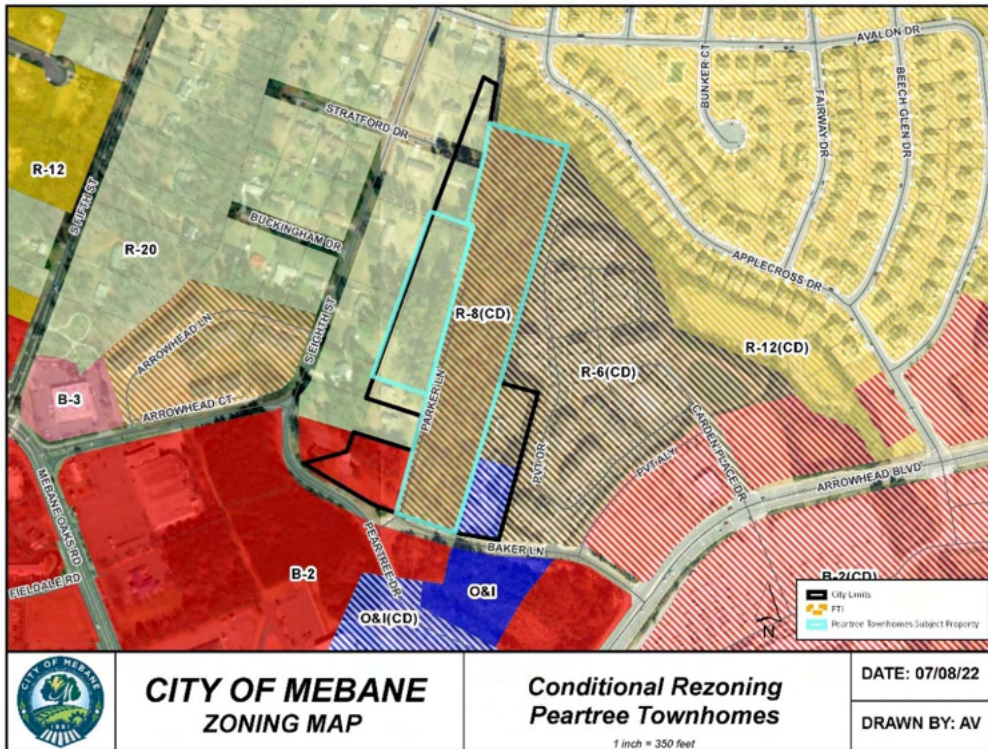 AVALON DR
BUNKER CT
FAIRWAY DR
BEECH GLEN DR
STRATFORD DR
R-12
S FIFTH ST
BUCKINGHAM DR
R-20
APPLECROSS DR
S EIGHTH ST
R-8(CD)
ARROWHEAD LN
R-12(CD)
R-6(CD)
B-3
ARROWHEAD CT
PARKER LN
PVT DR
PVT ALY
ARROWHEAD BLVD
MEBANE OAKS RD
PEARTREE DR
BAKER LN
FIELDALE RD
B-2
O&I
O&I(CD)
B-2(CD)
City Limits
ETJ
Peartree Townhomes Subject Property
N
CITY OF MEBANE
CITY OF MEBANE
ZONING MAP
Conditional Rezoning
Peartree Townhomes
1 inch = 350 feet
DATE: 07/08/22
DRAWN BY: AV